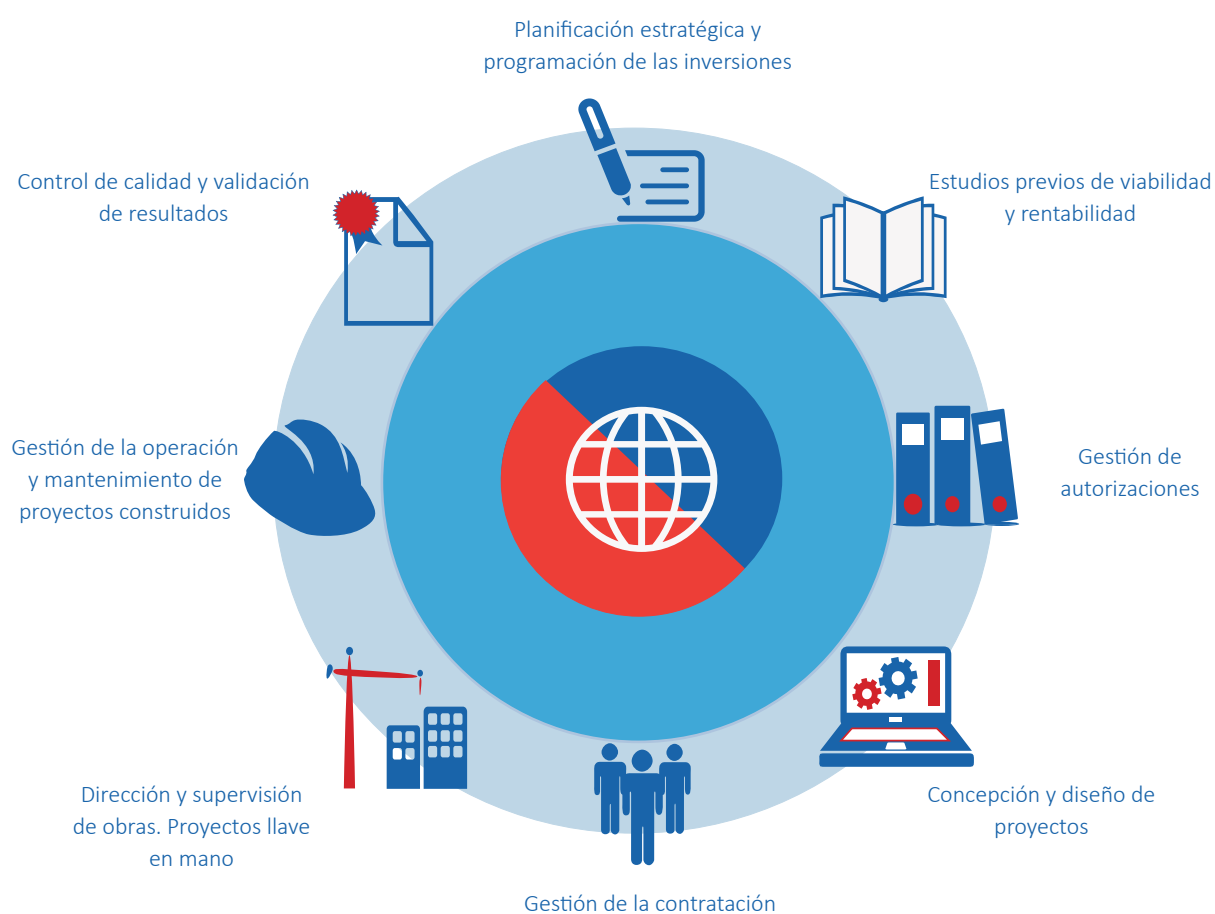 Planificación estratégica y
programación de las inversiones
Estudios previos de viabilidad
y rentabilidad
Gestión de
autorizaciones
Concepción y diseño de
proyectos
Gestión de la contratación
Dirección y supervisión
de obras. Proyectos llave
en mano
Gestión de la operación
y mantenimiento de
proyectos construidos
Control de calidad y validación
de resultados